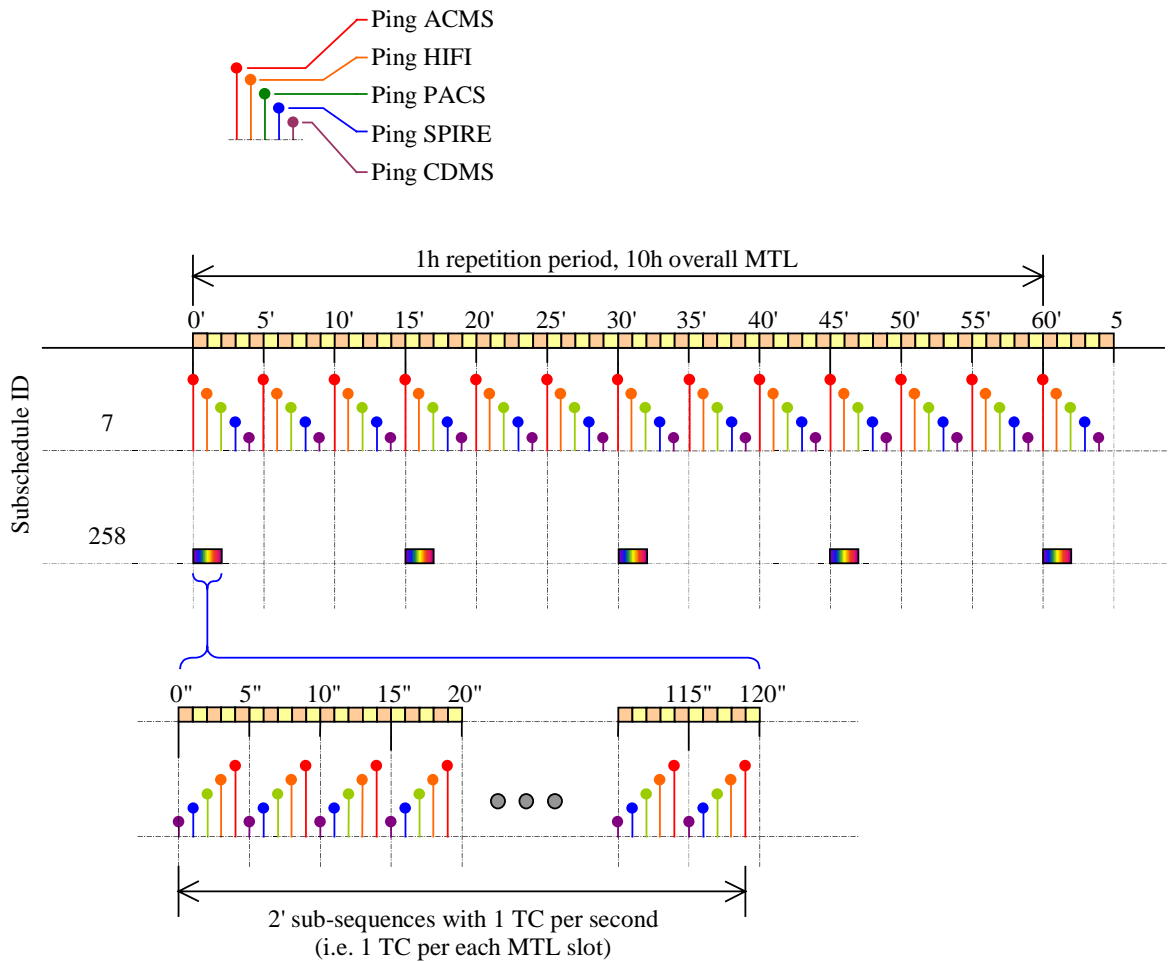 Ping ACMS
Ping HIFI
Ping PACS
Ping SPIRE
Ping CDMS
1h repetition period, 10h overall MTL
0' 5' 10' 15' 20' 25' 30' 35' 40' 45' 50' 55' 60' 5
Subschedule ID
7
258
0" 5" 10" 15" 20" 115" 120"
2' sub-sequences with 1 TC per second
(i.e. 1 TC per each MTL slot)